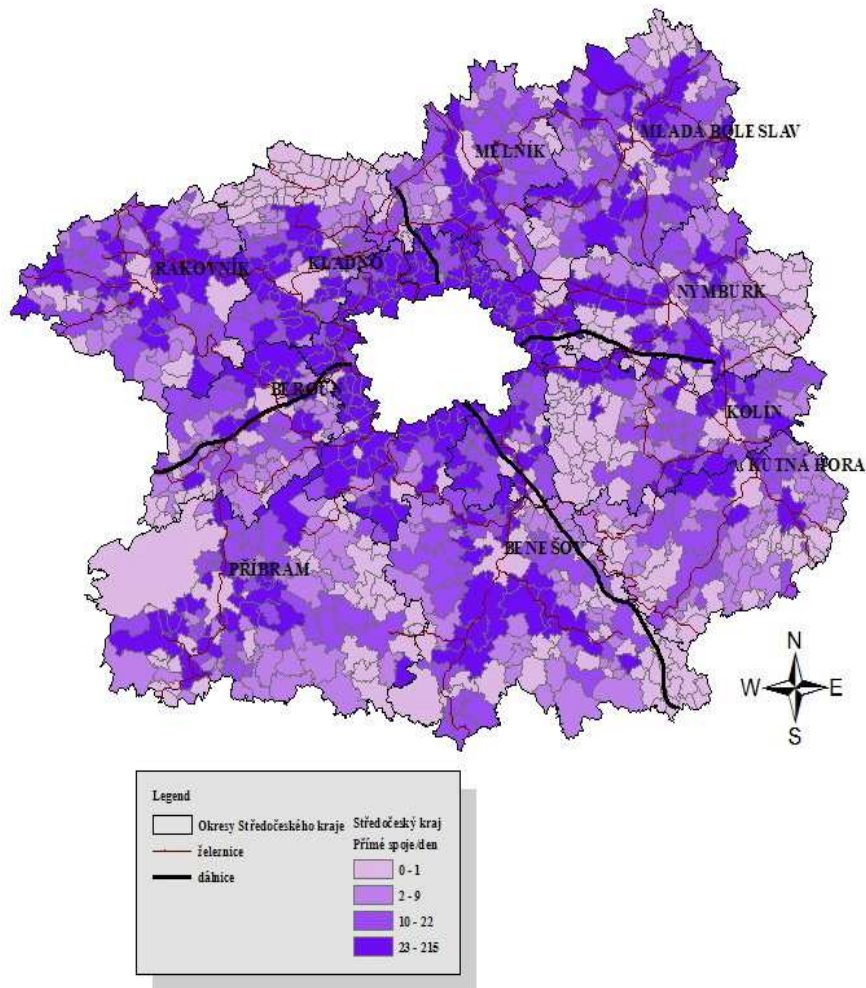 MLADÁ BOLESLAV
MĚLNÍK
RAKOVNÍK
KLADNO
NYMBURK
BEROUN
KOLÍN
KUTNÁ HORA
BENEŠOV
PŘÍBRAM
N
W E
S
Legend
Okresy Středočeského kraje
železnice
dálnice
Středočeský kraj
Přímé spoje/den
0 - 1
2 - 9
10 - 22
23 - 215